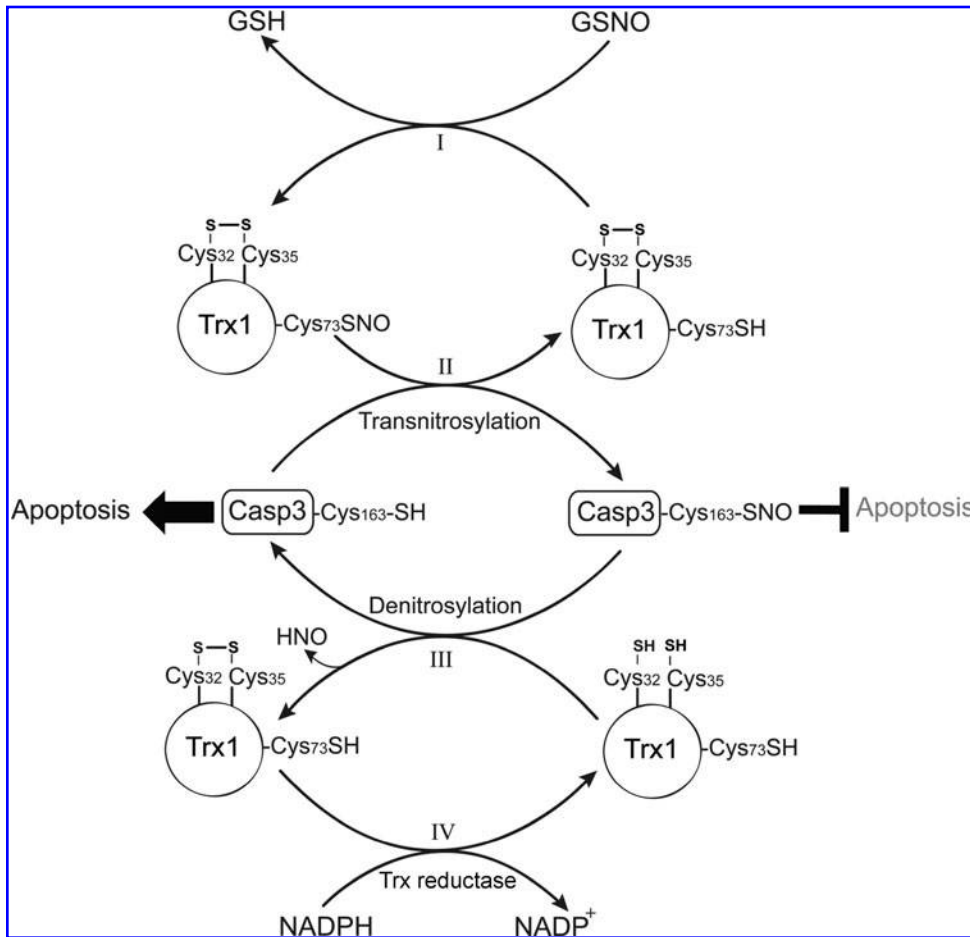 GSH GSNO
I
S—S S—S
Cys32 Cys35 Cys32 Cys35
Trx1 -Cys73SNO Trx1 -Cys73SH
II
Transnitrosylation
Apoptosis Casp3 -Cys163-SH Casp3 -Cys163-SNO Apoptosis
Denitrosylation
HNO
III
S—S SH SH
Cys32 Cys35 Cys32 Cys35
Trx1 -Cys73SH Trx1 -Cys73SH
IV
Trx reductase
NADPH NADP+